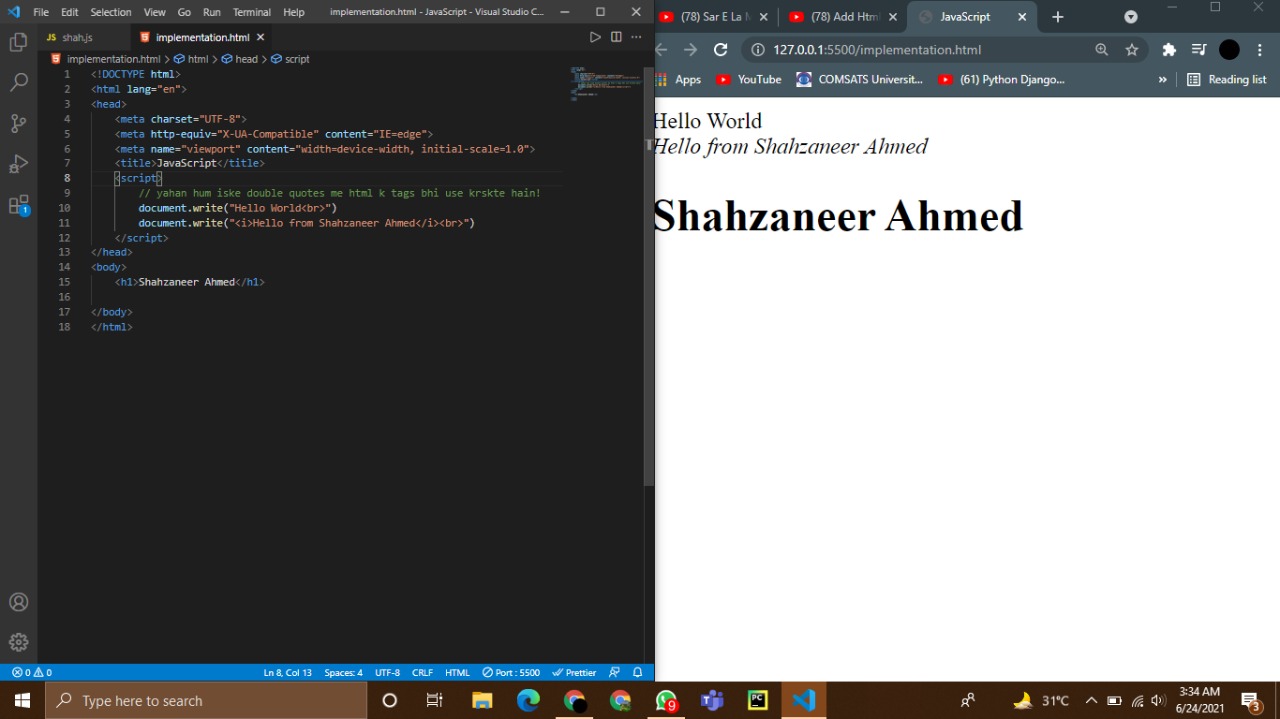 File Edit Selection View Go Run Terminal Help implementation.html - JavaScript - Visual Studio C...
JS shah.js implementation.html
implementation.html > html > head > script
1 <!DOCTYPE html>
2 <html lang="en">
3 <head>
4 <meta charset="UTF-8">
5 <meta http-equiv="X-UA-Compatible" content="IE=edge">
6 <meta name="viewport" content="width=device-width, initial-scale=1.0">
7 <title>JavaScript</title>
8 <script>
9 // yahan hum iske double quotes me html k tags bhi use krskte hain!
10 document.write("Hello World<br>")
11 document.write("<i>Hello from Shahzaneer Ahmed</i><br>")
12 </script>
13 </head>
14 <body>
15 <h1>Shahzaneer Ahmed</h1>
16
17 </body>
18 </html>
1
0 0 Ln 8, Col 13 Spaces: 4 UTF-8 CRLF HTML Port : 5500 Prettier
(78) Sar E La M (78) Add Html JavaScript
127.0.0.1:5500/implementation.html
Apps YouTube COMSATS Universit... (61) Python Django... » Reading list
Hello World
Hello from Shahzaneer Ahmed
Shahzaneer Ahmed
Type here to search
9
PC
31°C
3:34 AM
6/24/2021
3